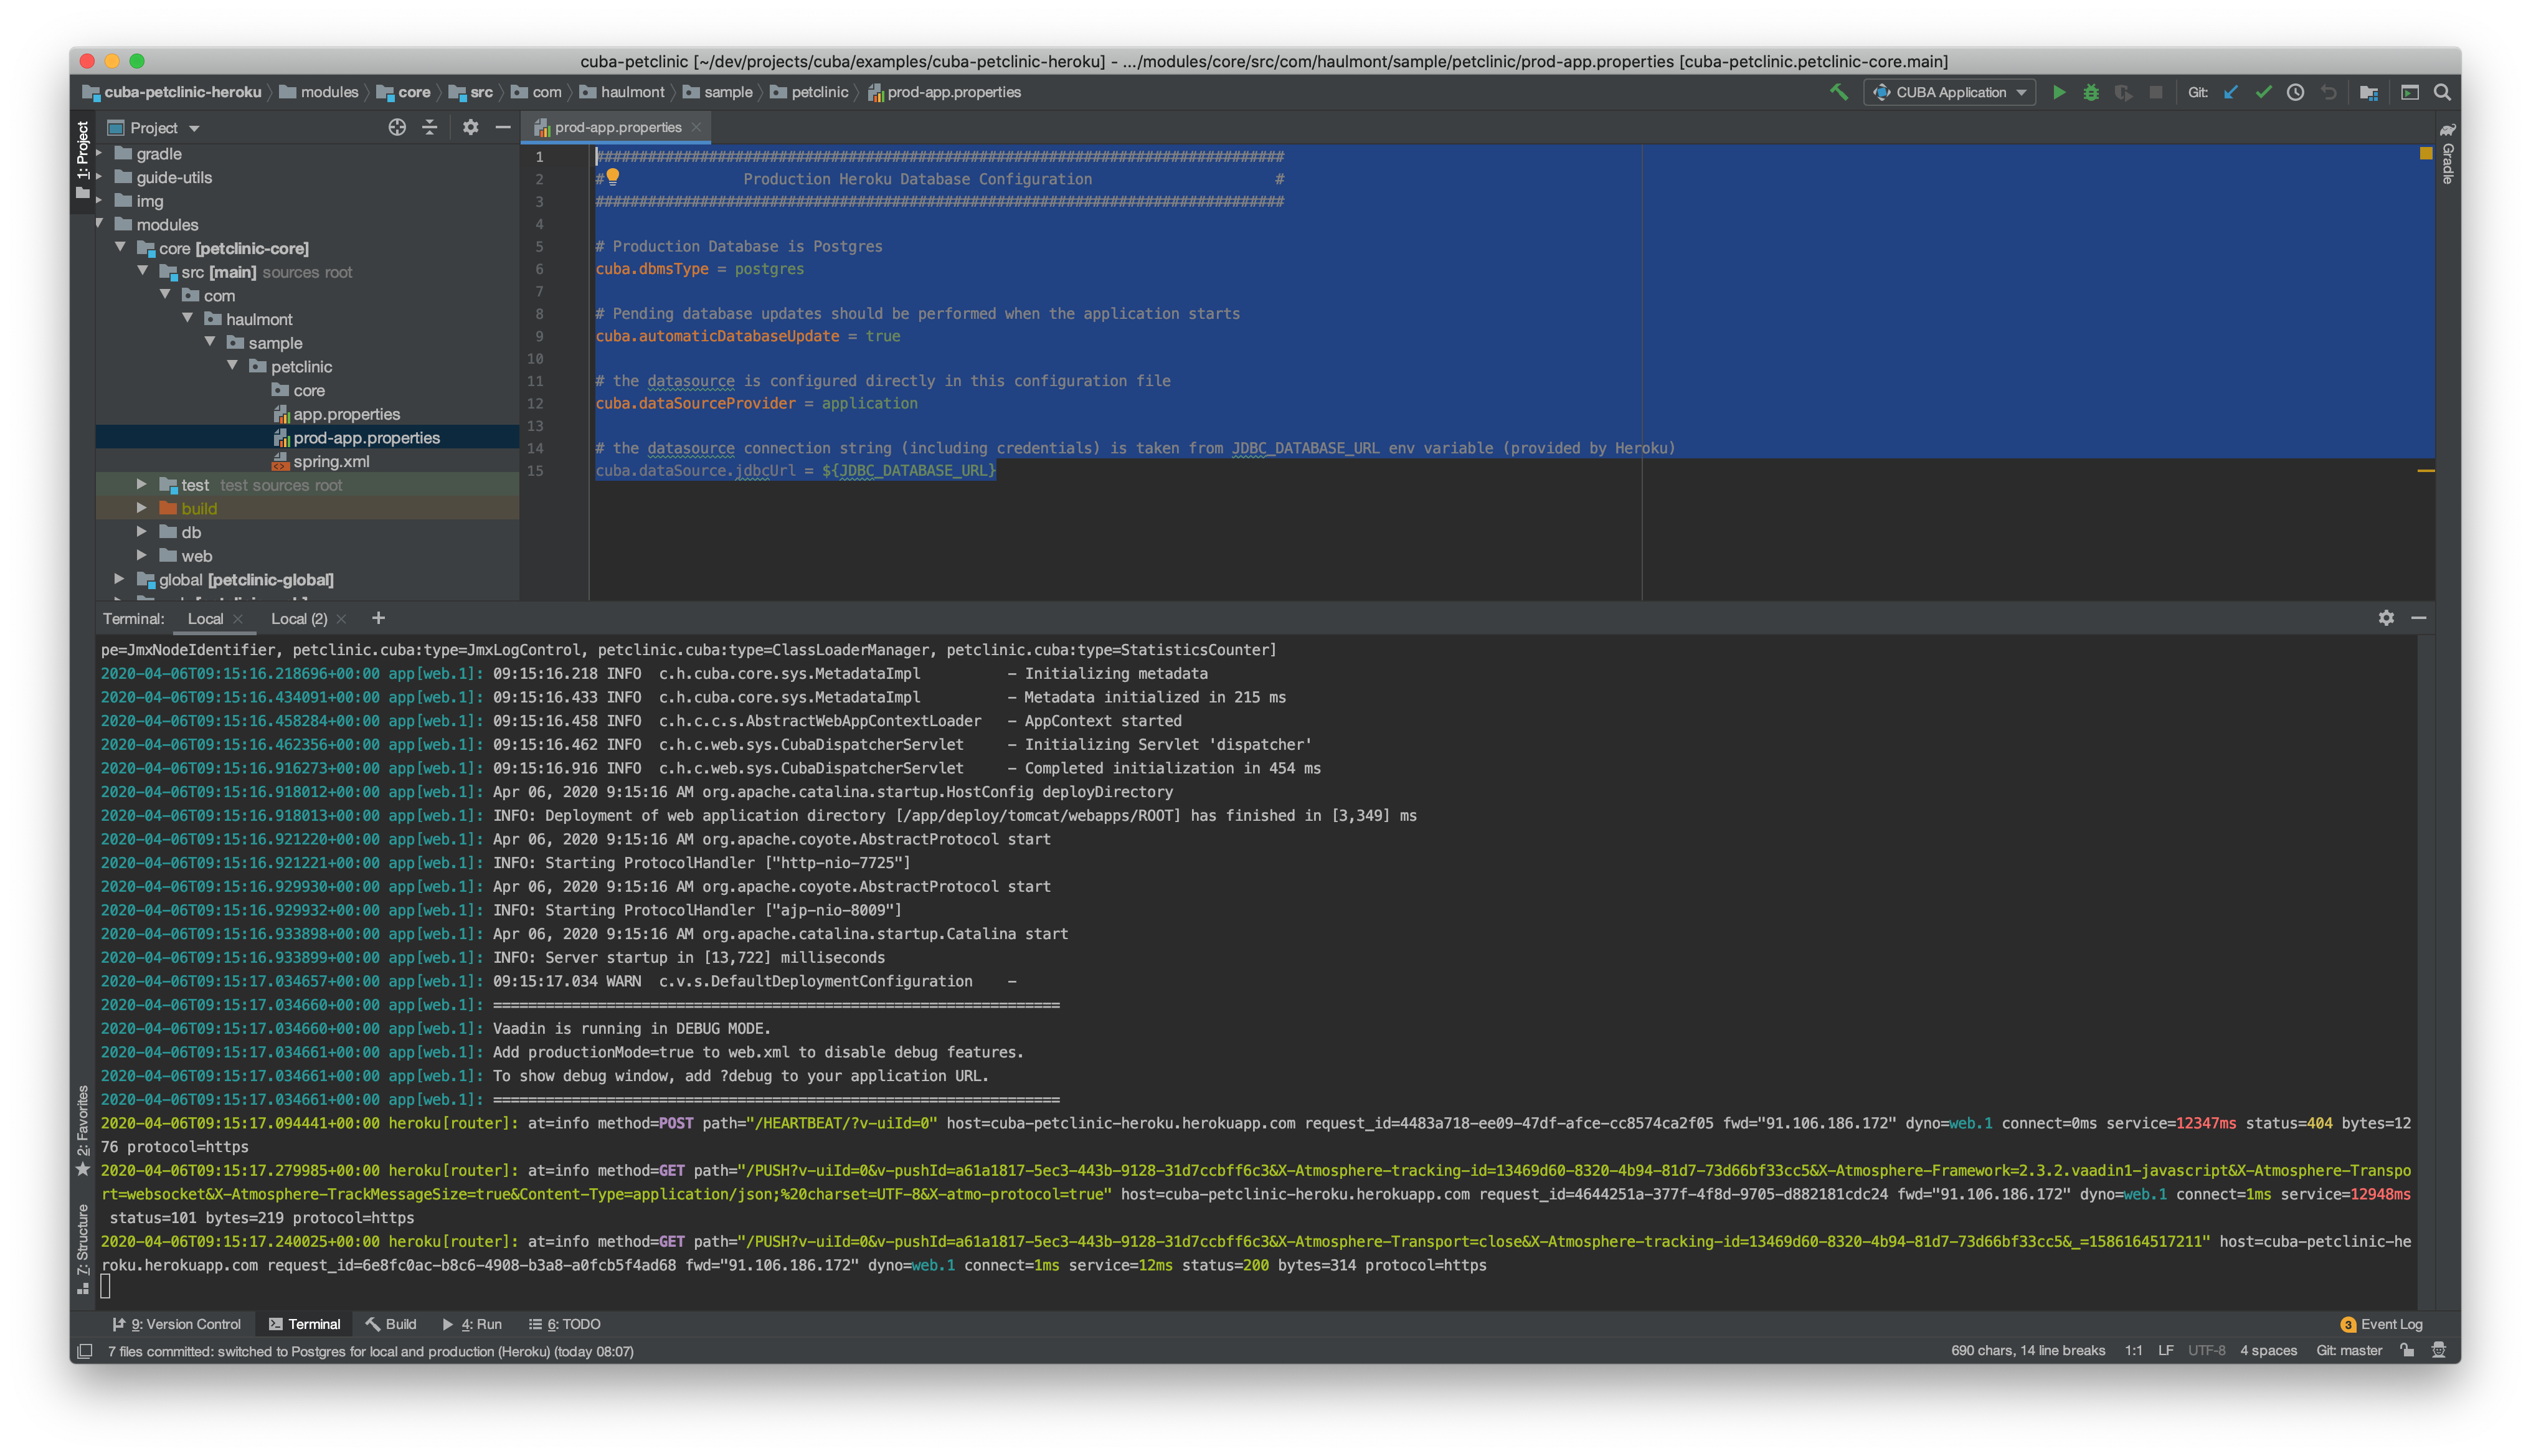 cuba-petclinic [~/dev/projects/cuba/examples/cuba-petclinic-heroku] - .../modules/core/src/com/haulmont/sample/petclinic/prod-app.properties [cuba-petclinic.petclinic-core.main]
cuba-petclinic-heroku modules core src com haulmont sample petclinic prod-app.properties CUBA Application Git:
1: Project
Project
prod-app.properties
Gradle
gradle
guide-utils
img
modules
core [petclinic-core]
src [main] sources root
com
haulmont
sample
petclinic
core
app.properties
prod-app.properties
spring.xml
test test sources root
build
db
web
global [petclinic-global]
1 ###############################################################################
2 # Production Heroku Database Configuration #
3 ###############################################################################
4
5 # Production Database is Postgres
6 cuba.dbmsType = postgres
7
8 # Pending database updates should be performed when the application starts
9 cuba.automaticDatabaseUpdate = true
10
11 # the datasource is configured directly in this configuration file
12 cuba.dataSourceProvider = application
13
14 # the datasource connection string (including credentials) is taken from JDBC_DATABASE_URL env variable (provided by Heroku)
15 cuba.dataSource.jdbcUrl = ${JDBC_DATABASE_URL}
Terminal: Local Local (2) +
pe=JmxNodeIdentifier, petclinic.cuba:type=JmxLogControl, petclinic.cuba:type=ClassLoaderManager, petclinic.cuba:type=StatisticsCounter]
2020-04-06T09:15:16.218696+00:00 app[web.1]: 09:15:16.218 INFO c.h.cuba.core.sys.MetadataImpl - Initializing metadata
2020-04-06T09:15:16.434091+00:00 app[web.1]: 09:15:16.433 INFO c.h.cuba.core.sys.MetadataImpl - Metadata initialized in 215 ms
2020-04-06T09:15:16.458284+00:00 app[web.1]: 09:15:16.458 INFO c.h.c.c.s.AbstractWebAppContextLoader - AppContext started
2020-04-06T09:15:16.462356+00:00 app[web.1]: 09:15:16.462 INFO c.h.c.web.sys.CubaDispatcherServlet - Initializing Servlet 'dispatcher'
2020-04-06T09:15:16.916273+00:00 app[web.1]: 09:15:16.916 INFO c.h.c.web.sys.CubaDispatcherServlet - Completed initialization in 454 ms
2020-04-06T09:15:16.918012+00:00 app[web.1]: Apr 06, 2020 9:15:16 AM org.apache.catalina.startup.HostConfig deployDirectory
2020-04-06T09:15:16.918013+00:00 app[web.1]: INFO: Deployment of web application directory [/app/deploy/tomcat/webapps/ROOT] has finished in [3,349] ms
2020-04-06T09:15:16.921220+00:00 app[web.1]: Apr 06, 2020 9:15:16 AM org.apache.coyote.AbstractProtocol start
2020-04-06T09:15:16.921221+00:00 app[web.1]: INFO: Starting ProtocolHandler ["http-nio-7725"]
2020-04-06T09:15:16.929930+00:00 app[web.1]: Apr 06, 2020 9:15:16 AM org.apache.coyote.AbstractProtocol start
2020-04-06T09:15:16.929932+00:00 app[web.1]: INFO: Starting ProtocolHandler ["ajp-nio-8009"]
2020-04-06T09:15:16.933898+00:00 app[web.1]: Apr 06, 2020 9:15:16 AM org.apache.catalina.startup.Catalina start
2020-04-06T09:15:16.933899+00:00 app[web.1]: INFO: Server startup in [13,722] milliseconds
2020-04-06T09:15:17.034657+00:00 app[web.1]: 09:15:17.034 WARN c.v.s.DefaultDeploymentConfiguration -
2020-04-06T09:15:17.034660+00:00 app[web.1]: =================================================================
2020-04-06T09:15:17.034660+00:00 app[web.1]: Vaadin is running in DEBUG MODE.
2020-04-06T09:15:17.034661+00:00 app[web.1]: Add productionMode=true to web.xml to disable debug features.
2020-04-06T09:15:17.034661+00:00 app[web.1]: To show debug window, add ?debug to your application URL.
2020-04-06T09:15:17.034661+00:00 app[web.1]: =================================================================
2020-04-06T09:15:17.094441+00:00 heroku[router]: at=info method=POST path="/HEARTBEAT/?v-uiId=0" host=cuba-petclinic-heroku.herokuapp.com request_id=4483a718-ee09-47df-afce-cc8574ca2f05 fwd="91.106.186.172" dyno=web.1 connect=0ms service=12347ms status=404 bytes=12
76 protocol=https
2020-04-06T09:15:17.279985+00:00 heroku[router]: at=info method=GET path="/PUSH?v-uiId=0&v-pushId=a61a1817-5ec3-443b-9128-31d7ccbff6c3&X-Atmosphere-tracking-id=13469d60-8320-4b94-81d7-73d66bf33cc5&X-Atmosphere-Framework=2.3.2.vaadin1-javascript&X-Atmosphere-Transpo
rt=websocket&X-Atmosphere-TrackMessageSize=true&Content-Type=application/json;%20charset=UTF-8&X-atmo-protocol=true" host=cuba-petclinic-heroku.herokuapp.com request_id=4644251a-377f-4f8d-9705-d882181cdc24 fwd="91.106.186.172" dyno=web.1 connect=1ms service=12948ms
status=101 bytes=219 protocol=https
2020-04-06T09:15:17.240025+00:00 heroku[router]: at=info method=GET path="/PUSH?v-uiId=0&v-pushId=a61a1817-5ec3-443b-9128-31d7ccbff6c3&X-Atmosphere-Transport=close&X-Atmosphere-tracking-id=13469d60-8320-4b94-81d7-73d66bf33cc5&_=1586164517211" host=cuba-petclinic-he
roku.herokuapp.com request_id=6e8fc0ac-b8c6-4908-b3a8-a0fcb5f4ad68 fwd="91.106.186.172" dyno=web.1 connect=1ms service=12ms status=200 bytes=314 protocol=https
2: Favorites
7: Structure
9: Version Control Terminal Build 4: Run 6: TODO 3 Event Log
7 files committed: switched to Postgres for local and production (Heroku) (today 08:07) 690 chars, 14 line breaks 1:1 LF UTF-8 4 spaces Git: master